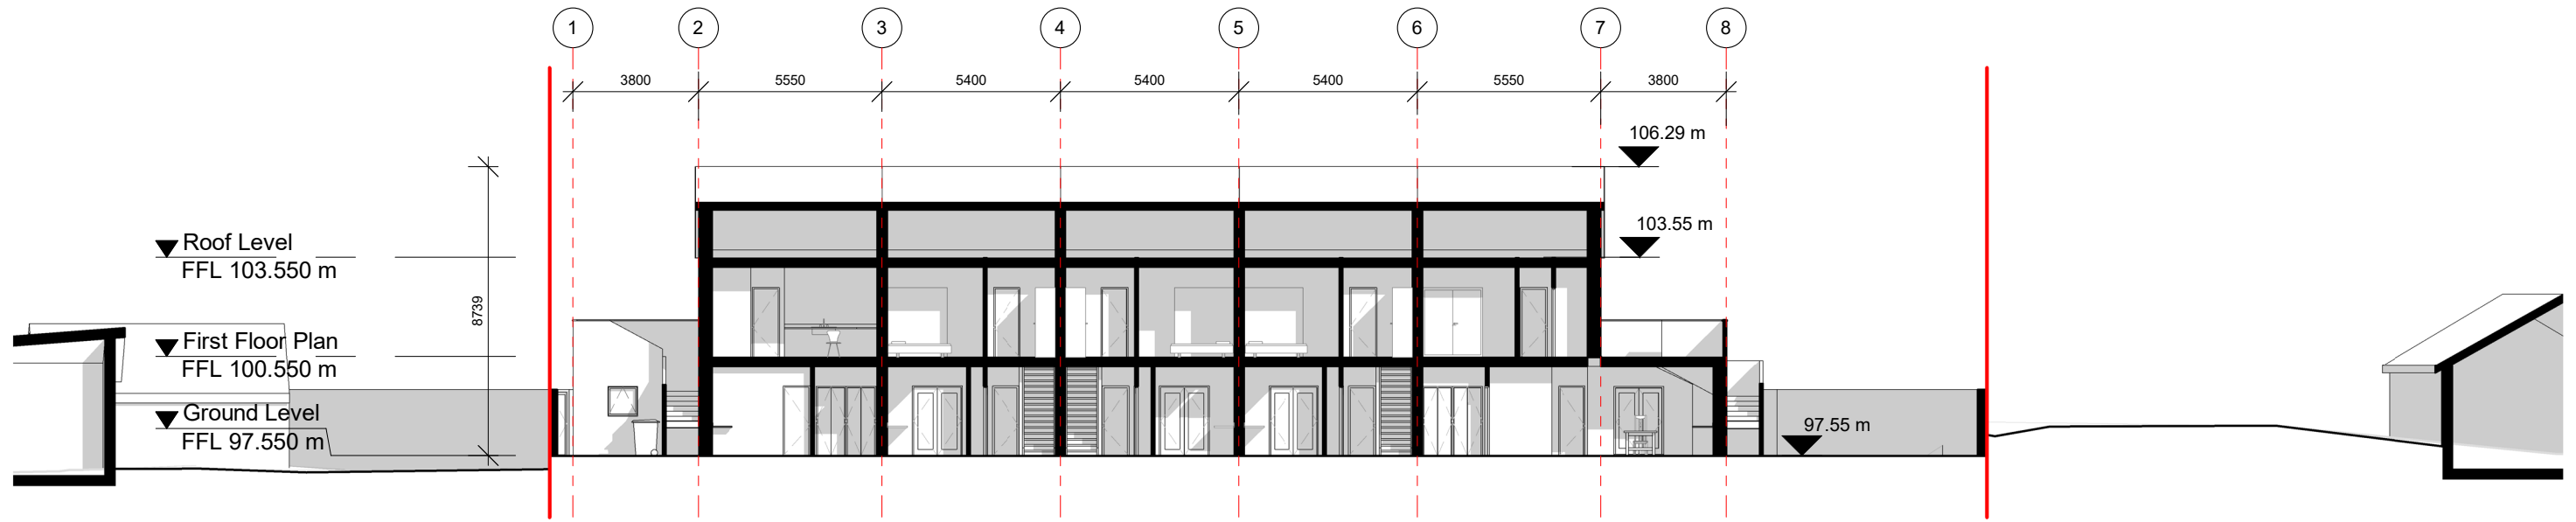 1 2 3 4 5 6 7 8
3800 5550 5400 5400 5400 5550 3800
106.29 m
103.55 m
Roof Level
FFL 103.550 m
8739
First Floor Plan
FFL 100.550 m
Ground Level
FFL 97.550 m
97.55 m